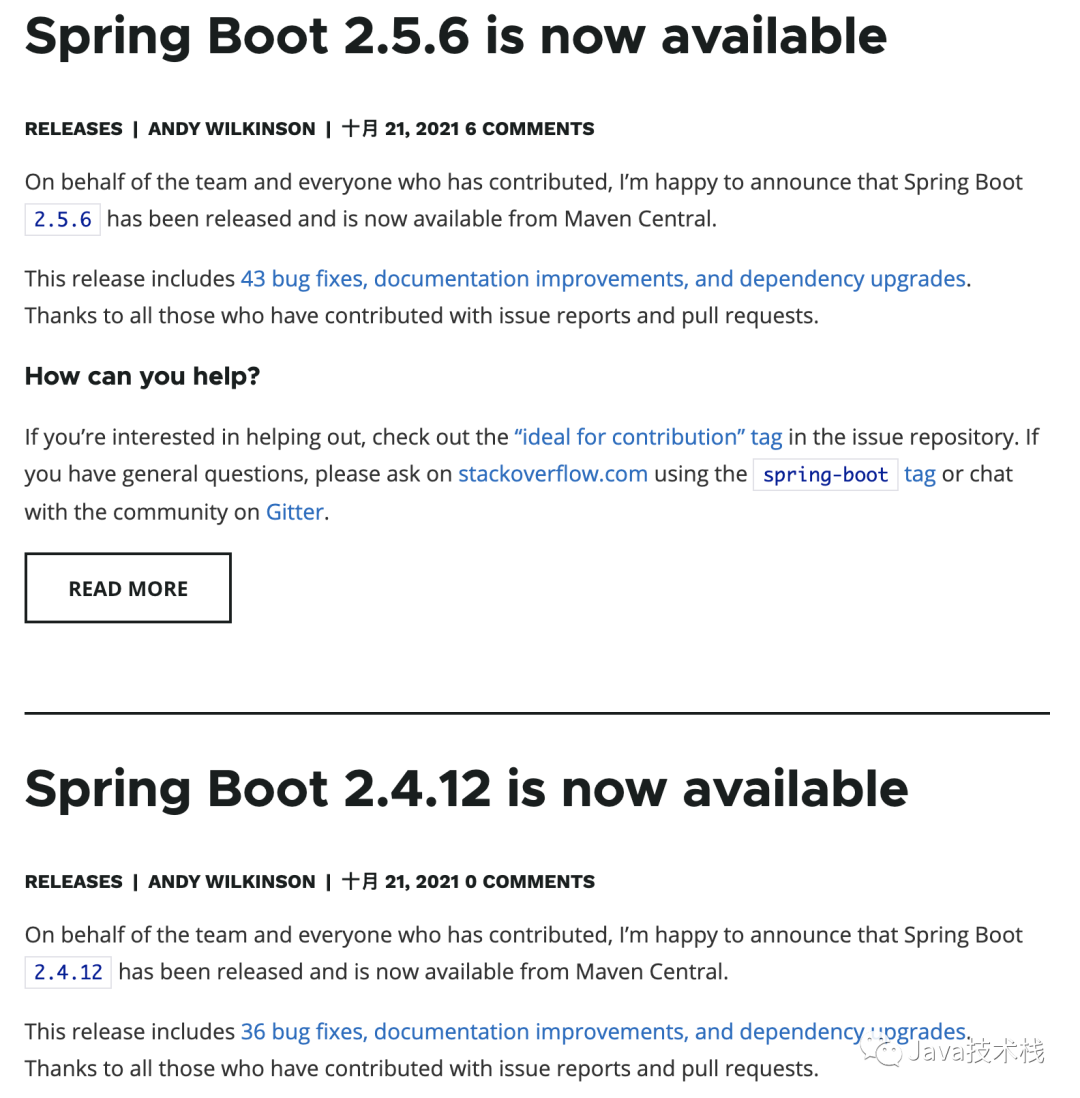 Spring Boot 2.5.6 is now available
RELEASES | ANDY WILKINSON | 十月 21, 2021 6 COMMENTS
On behalf of the team and everyone who has contributed, I’m happy to announce that Spring Boot
2.5.6 has been released and is now available from Maven Central.
This release includes 43 bug fixes, documentation improvements, and dependency upgrades.
Thanks to all those who have contributed with issue reports and pull requests.
How can you help?
If you’re interested in helping out, check out the “ideal for contribution” tag in the issue repository. If
you have general questions, please ask on stackoverflow.com using the spring-boot tag or chat
with the community on Gitter.
READ MORE
Spring Boot 2.4.12 is now available
RELEASES | ANDY WILKINSON | 十月 21, 2021 0 COMMENTS
On behalf of the team and everyone who has contributed, I’m happy to announce that Spring Boot
2.4.12 has been released and is now available from Maven Central.
This release includes 36 bug fixes, documentation improvements, and dependency upgrades.
Thanks to all those who have contributed with issue reports and pull requests.
Java技术栈